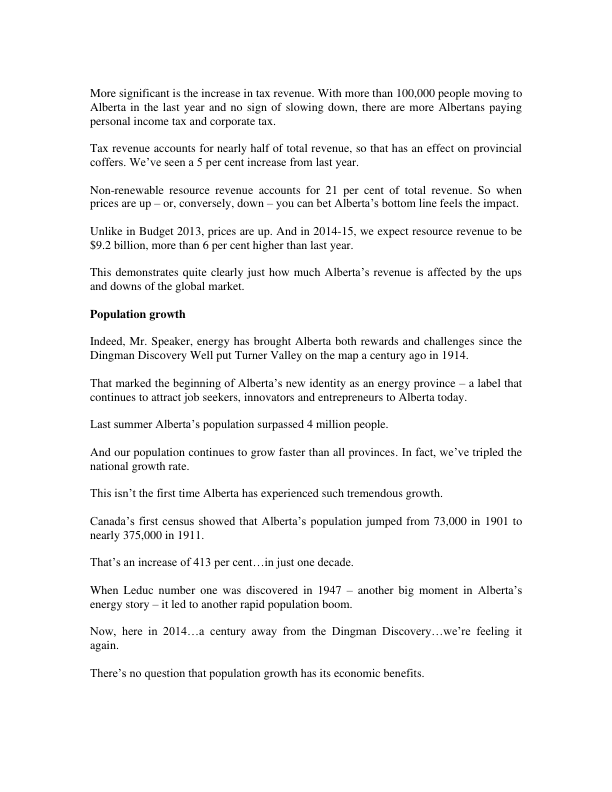 More significant is the increase in tax revenue. With more than 100,000 people moving to
Alberta in the last year and no sign of slowing down, there are more Albertans paying
personal income tax and corporate tax.
Tax revenue accounts for nearly half of total revenue, so that has an effect on provincial
coffers. We’ve seen a 5 per cent increase from last year.
Non-renewable resource revenue accounts for 21 per cent of total revenue. So when
prices are up – or, conversely, down – you can bet Alberta’s bottom line feels the impact.
Unlike in Budget 2013, prices are up. And in 2014-15, we expect resource revenue to be
$9.2 billion, more than 6 per cent higher than last year.
This demonstrates quite clearly just how much Alberta’s revenue is affected by the ups
and downs of the global market.
Population growth
Indeed, Mr. Speaker, energy has brought Alberta both rewards and challenges since the
Dingman Discovery Well put Turner Valley on the map a century ago in 1914.
That marked the beginning of Alberta’s new identity as an energy province – a label that
continues to attract job seekers, innovators and entrepreneurs to Alberta today.
Last summer Alberta’s population surpassed 4 million people.
And our population continues to grow faster than all provinces. In fact, we’ve tripled the
national growth rate.
This isn’t the first time Alberta has experienced such tremendous growth.
Canada’s first census showed that Alberta’s population jumped from 73,000 in 1901 to
nearly 375,000 in 1911.
That’s an increase of 413 per cent…in just one decade.
When Leduc number one was discovered in 1947 – another big moment in Alberta’s
energy story – it led to another rapid population boom.
Now, here in 2014…a century away from the Dingman Discovery…we’re feeling it
again.
There’s no question that population growth has its economic benefits.